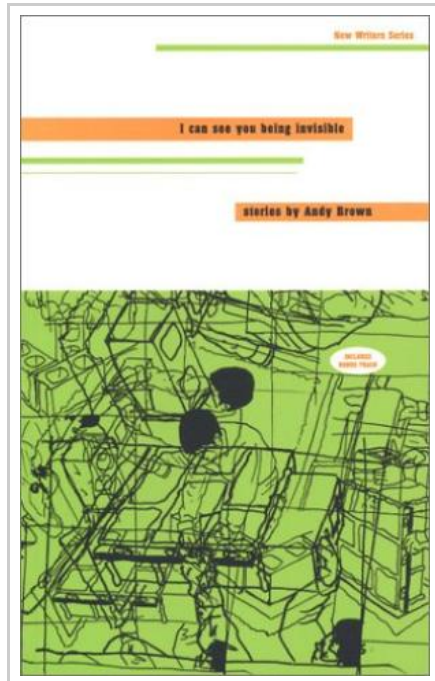 New Writers Series
I can see you being invisible
stories by Andy Brown
INCLUDES
BONUS TRACK